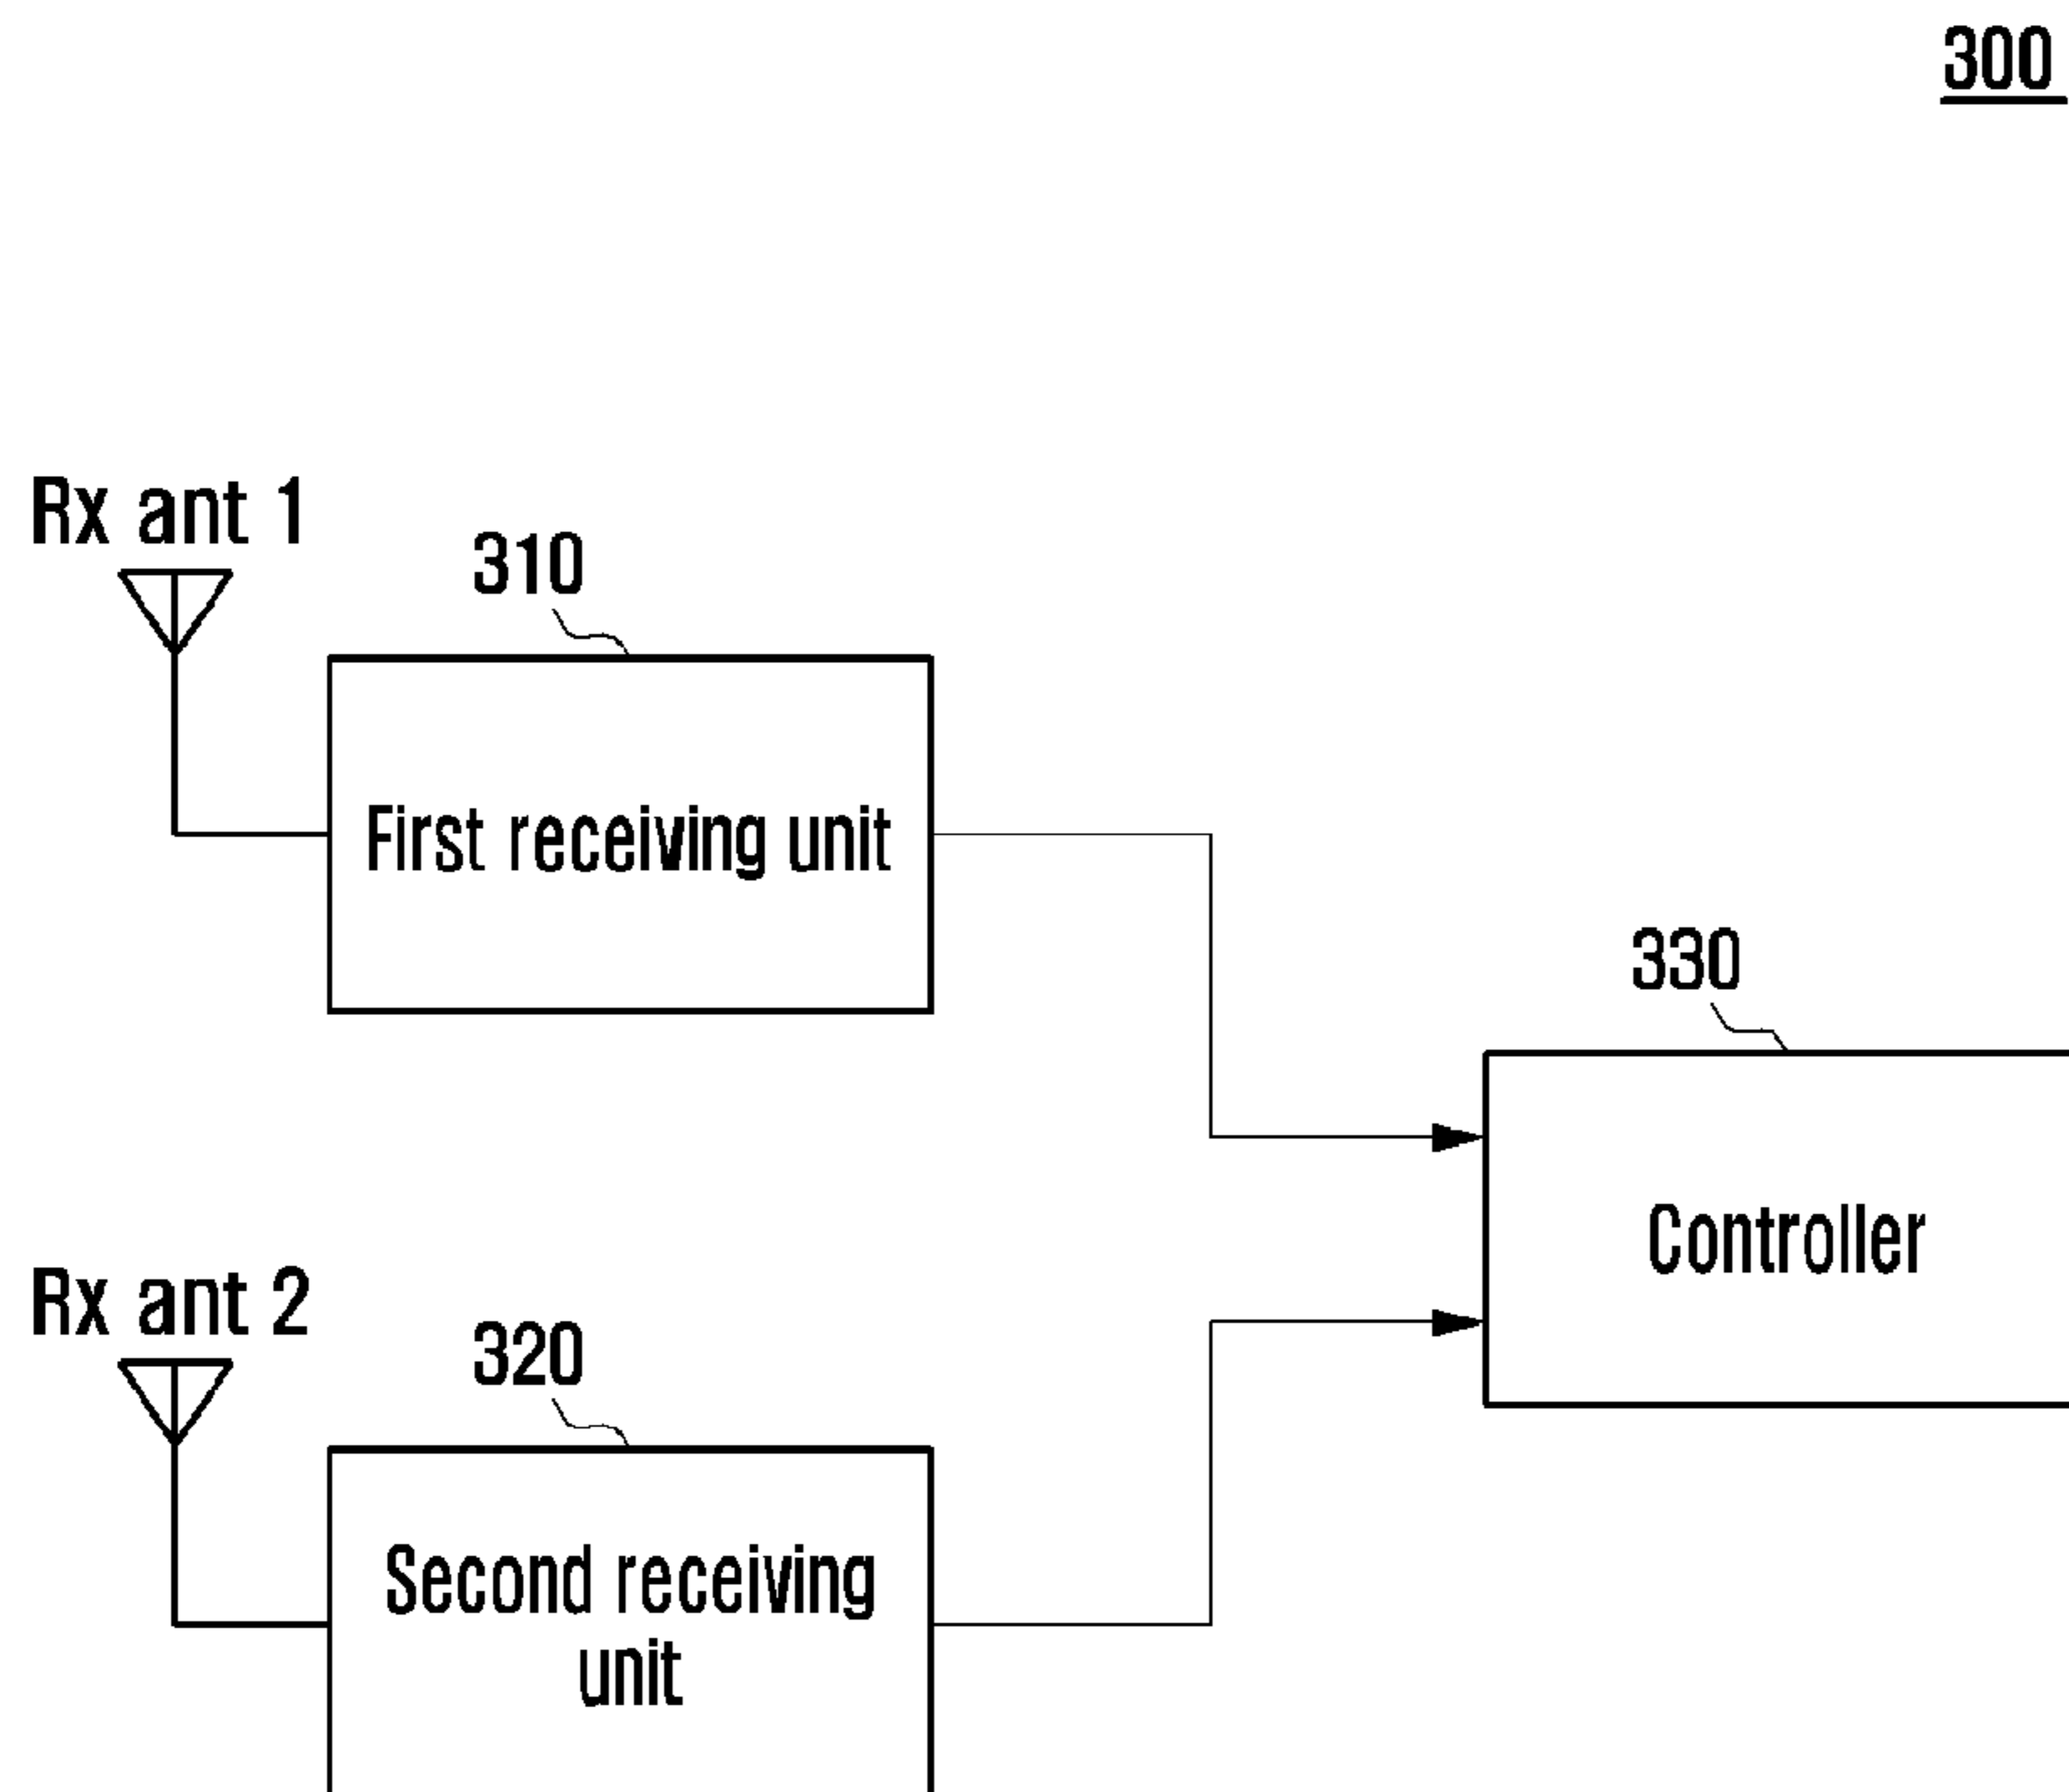 300
Rx ant 1
310
First receiving unit
330
Controller
Rx ant 2
320
Second receiving
unit